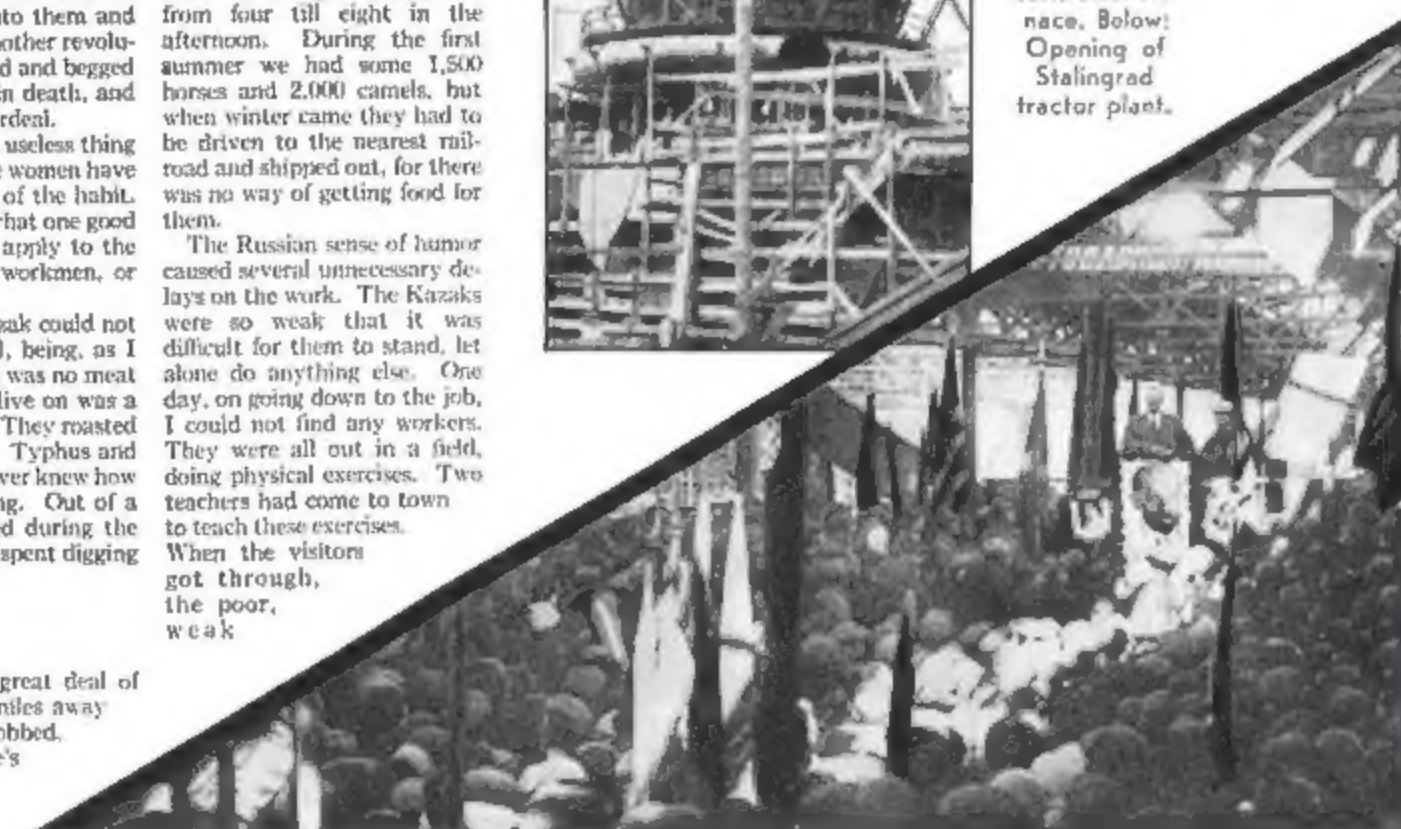 nto them and
nother revolu-
d and begged
in death, and
rdeal.
useless thing
e women have
of the habit.
what one good
apply to the
workmen, or
zak could not
l, being, as I
was no meat
live on was a
They roasted
Typhus and
ver knew how
ng. Out of a
ed during the
spent digging
great deal of
miles away
obbed.
e's
from four till eight in the
afternoon. During the first
summer we had some 1,500
horses and 2,000 camels, but
when winter came they had to
be driven to the nearest rail-
road and shipped out, for there
was no way of getting food for
them.
The Russian sense of humor
caused several unnecessary de-
lays on the work. The Kazaks
were so weak that it was
difficult for them to stand, let
alone do anything else. One
day, on going down to the job,
I could not find any workers.
They were all out in a field,
doing physical exercises. Two
teachers had come to town
to teach these exercises.
When the visitors
got through,
the poor,
weak
nace. Below:
Opening of
Stalingrad
tractor plant.